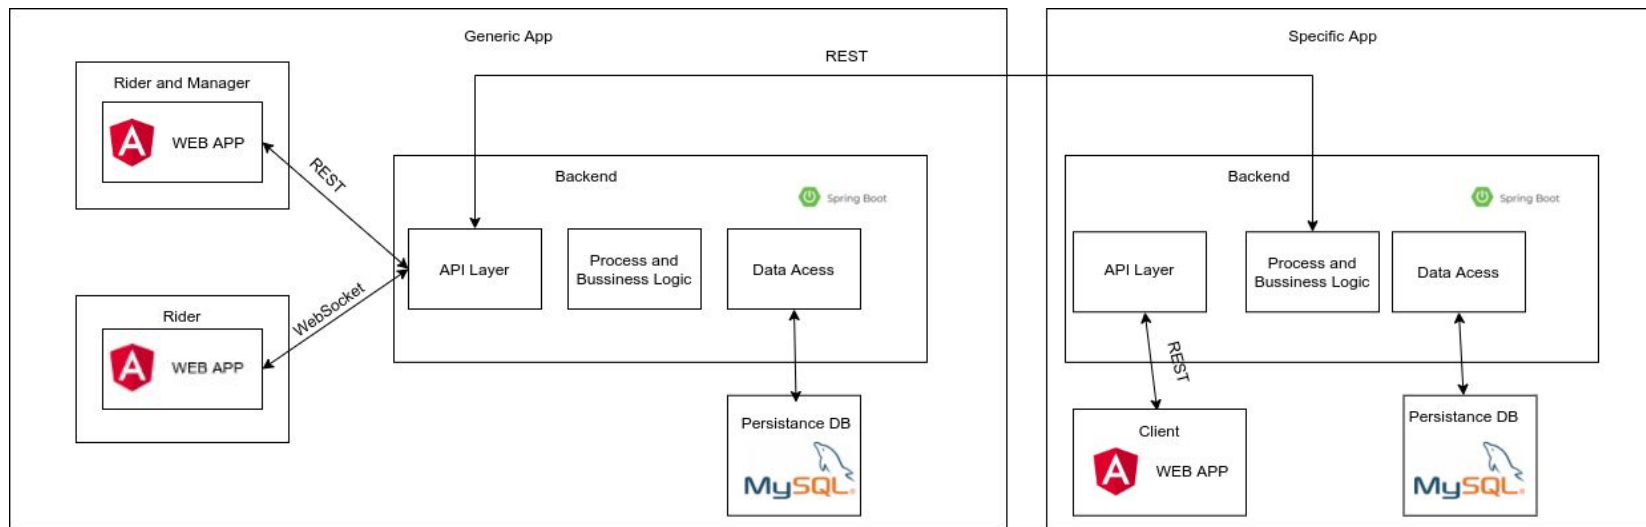 Generic App
REST
Rider and Manager
WEB APP
REST
WebSocket
Rider
WEB APP
Backend
Spring Boot
API Layer
Process and
Bussiness Logic
Data Acess
Persistance DB
MySQL
Specific App
Backend
Spring Boot
API Layer
Process and
Bussiness Logic
Data Acess
REST
Client
WEB APP
Persistance DB
MySQL